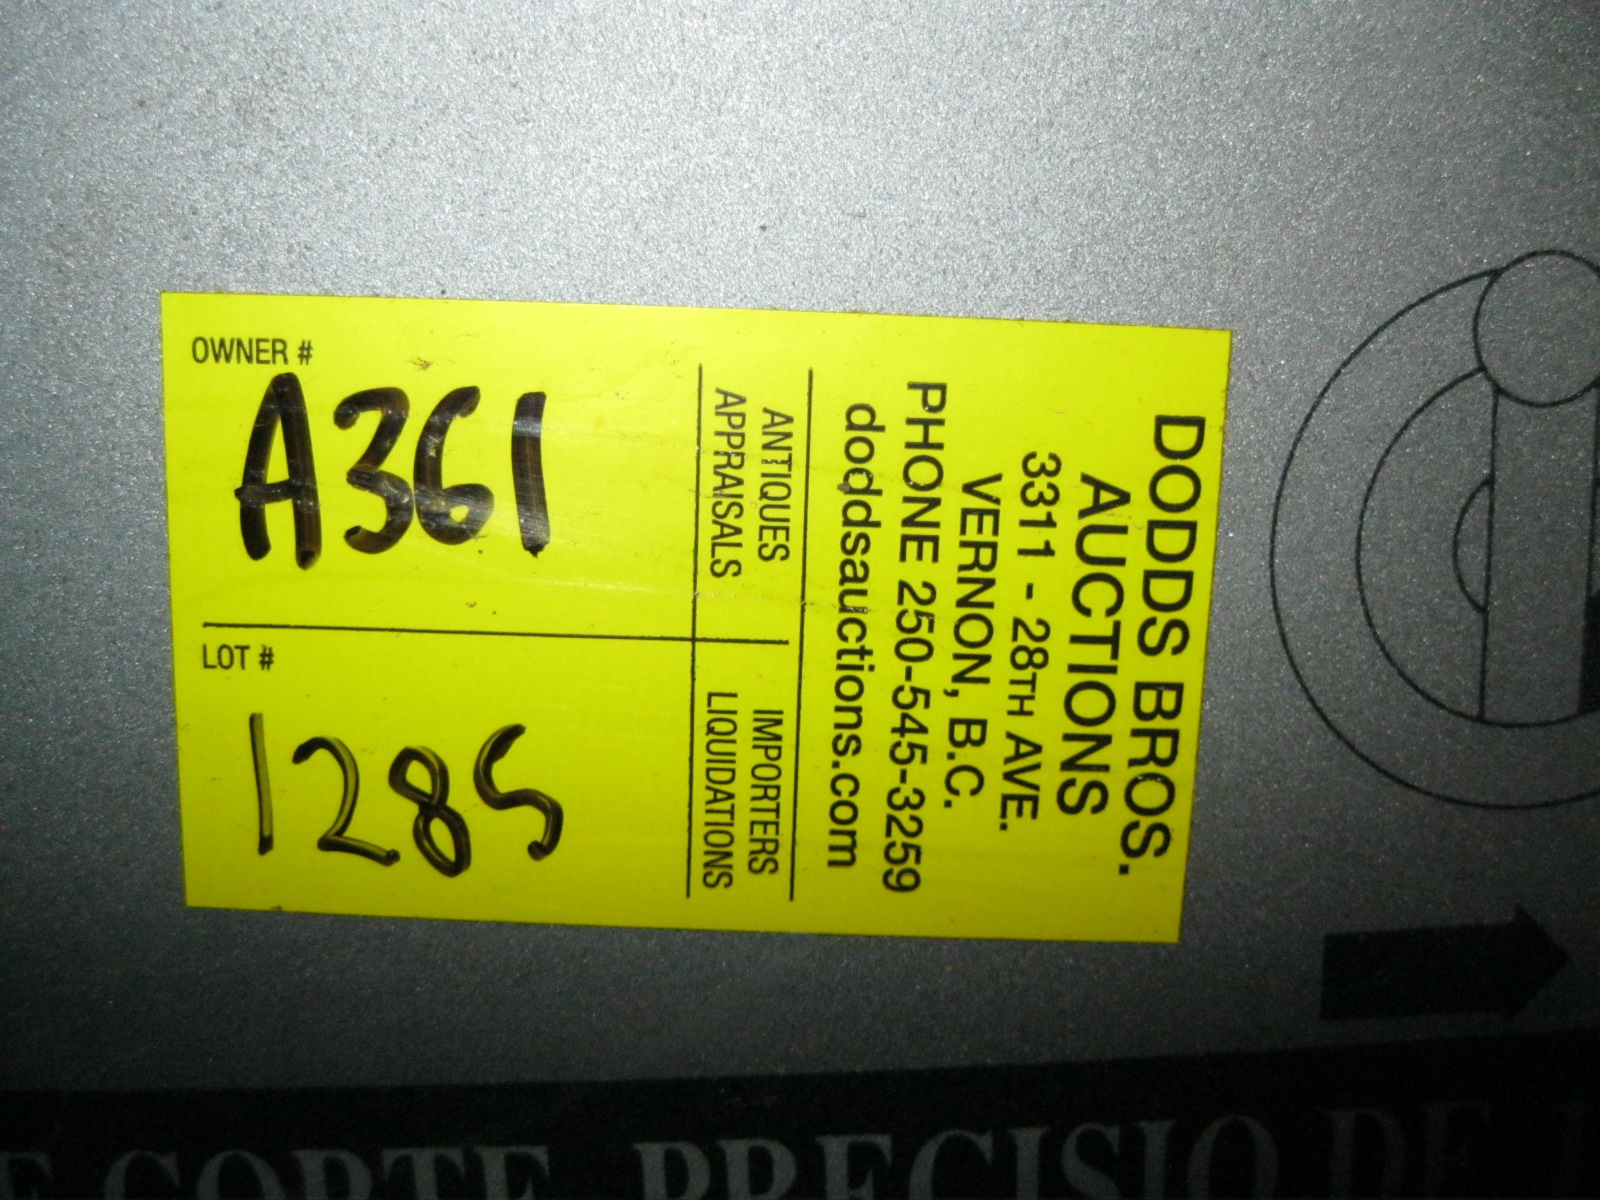 OWNER #
A361
LOT #
1285
DODDS BROS.
AUCTIONS
3311 - 28TH AVE.
VERNON, B.C.
PHONE 250-545-3259
doddsauctions.com
ANTIQUES
APPRAISALS
IMPORTERS
LIQUIDATIONS
E CORTE PRECISIO DE